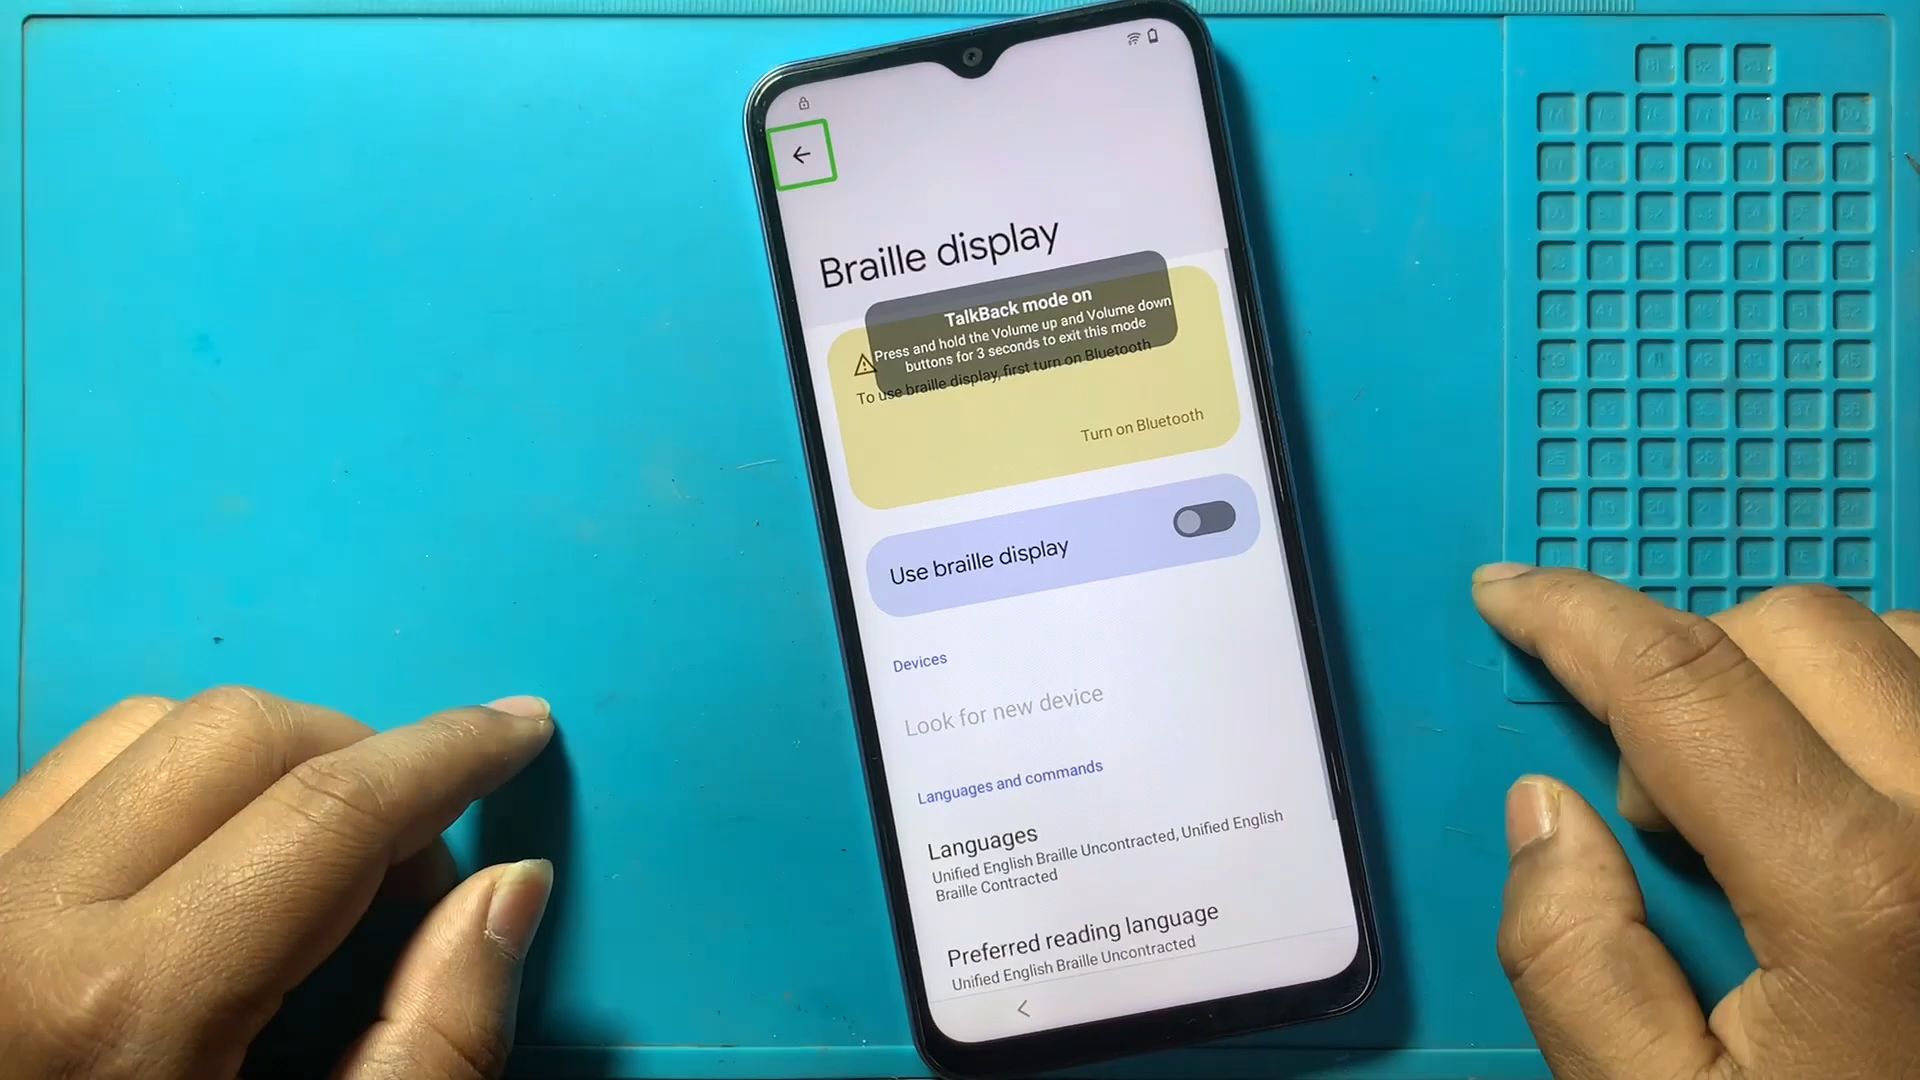 Braille display
TalkBack mode on
Press and hold the Volume up and Volume down
buttons for 3 seconds to exit this mode
To use braille display, first turn on Bluetooth
Turn on Bluetooth
Use braille display
Devices
Look for new device
Languages and commands
Languages
Unified English Braille Uncontracted, Unified English
Braille Contracted
Preferred reading language
Unified English Braille Uncontracted